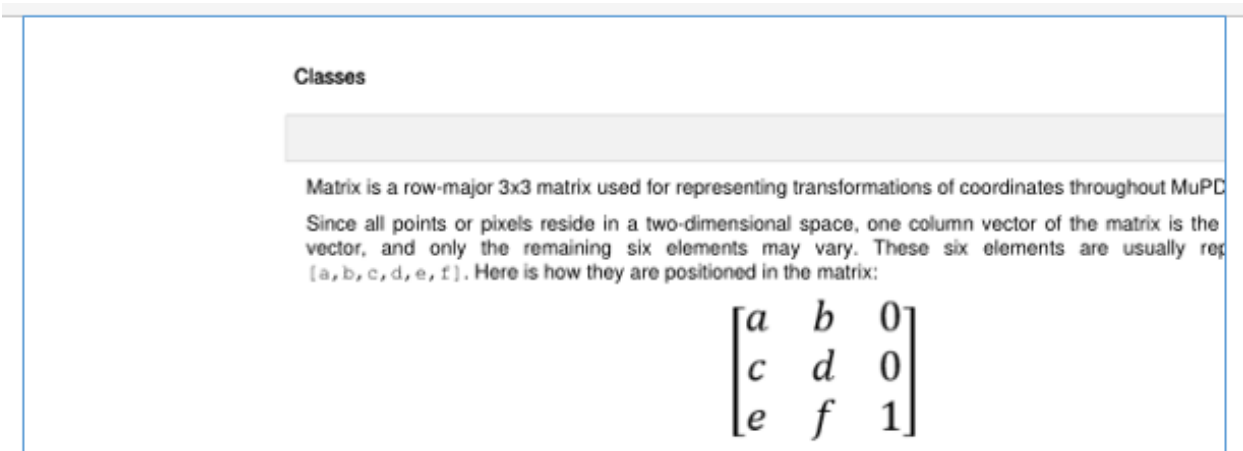 Classes
Matrix is a row-major 3x3 matrix used for representing transformations of coordinates throughout MuPD
Since all points or pixels reside in a two-dimensional space, one column vector of the matrix is the
vector, and only the remaining six elements may vary. These six elements are usually rep
[a,b,c,d,e,f]. Here is how they are positioned in the matrix:
a b 0
c d 0
e f 1